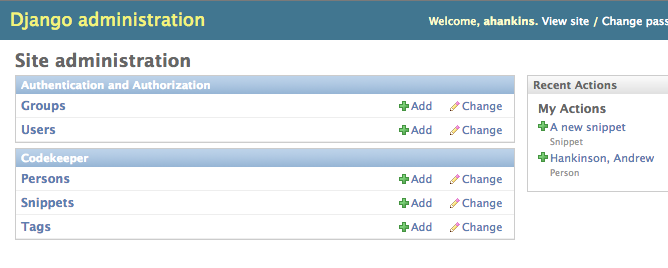 Django administration
Welcome, ahankins. View site / Change pass
Site administration
Authentication and Authorization
Groups Add Change
Users Add Change
Codekeeper
Persons Add Change
Snippets Add Change
Tags Add Change
Recent Actions
My Actions
A new snippet
Snippet
Hankinson, Andrew
Person